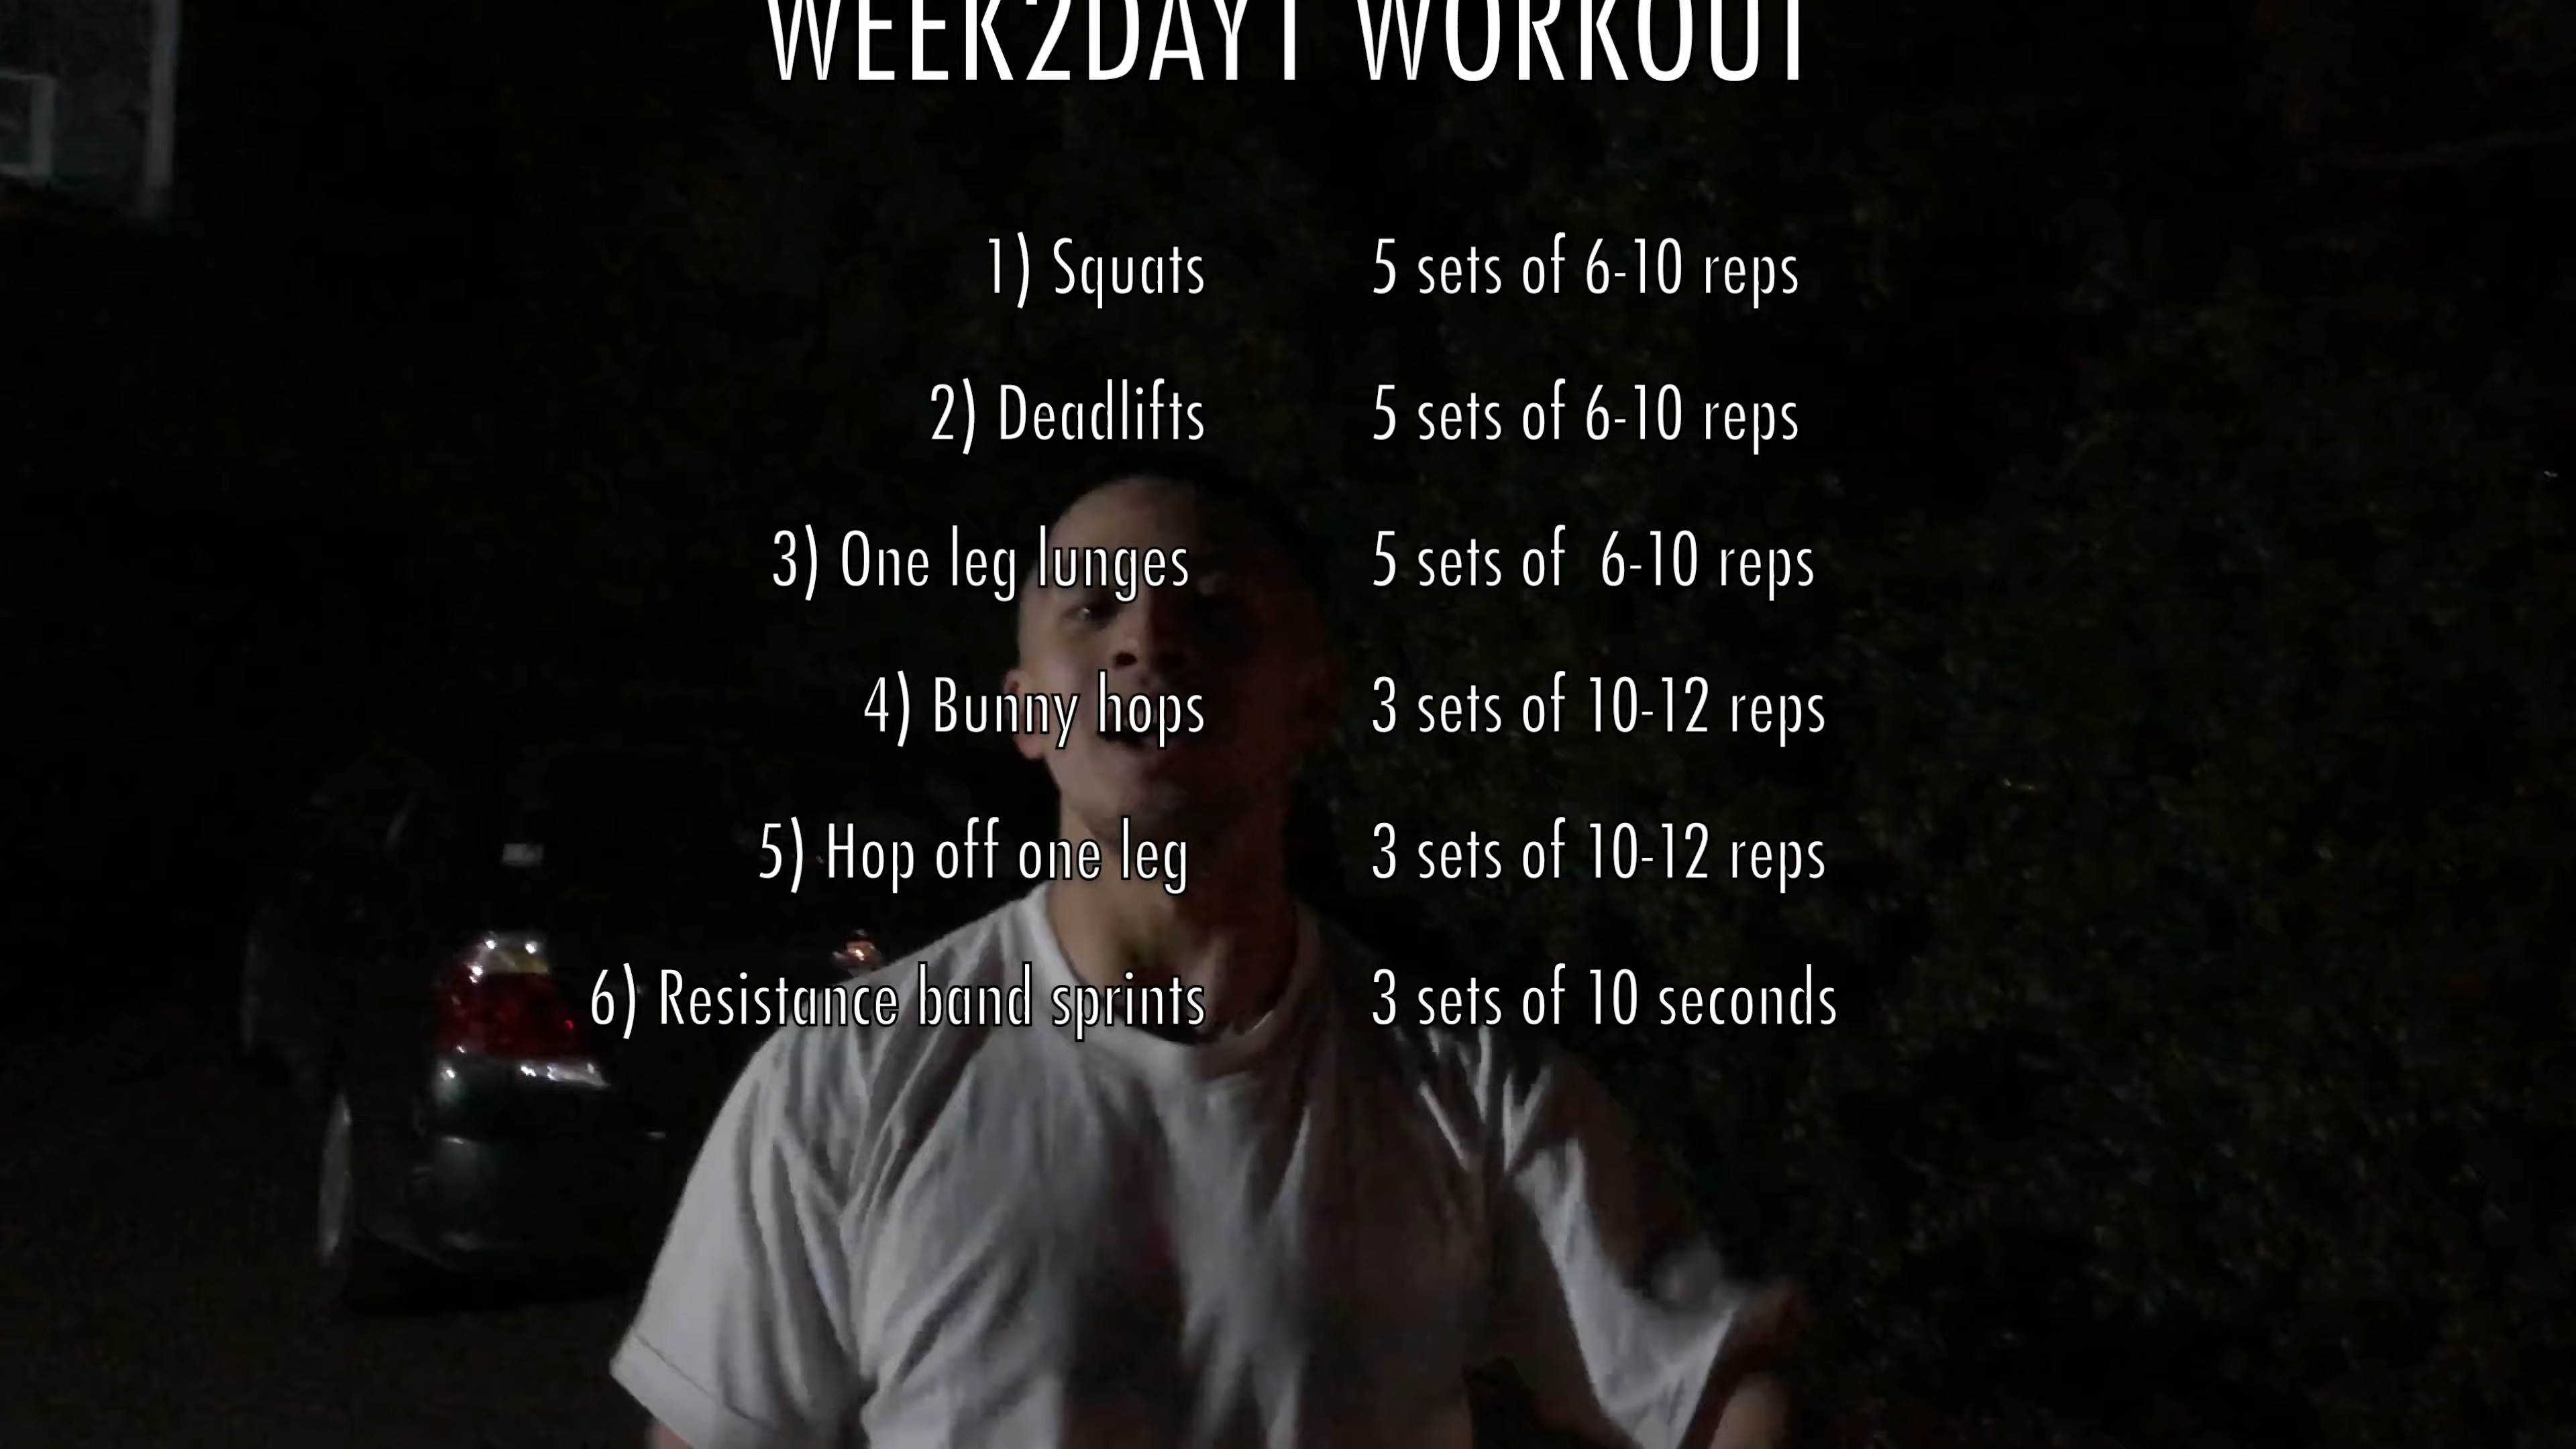 WEEK2DAY1 WORKOUT
1) Squats 5 sets of 6-10 reps
2) Deadlifts 5 sets of 6-10 reps
3) One leg lunges 5 sets of  6-10 reps
4) Bunny hops 3 sets of 10-12 reps
5) Hop off one leg 3 sets of 10-12 reps
6) Resistance band sprints 3 sets of 10 seconds